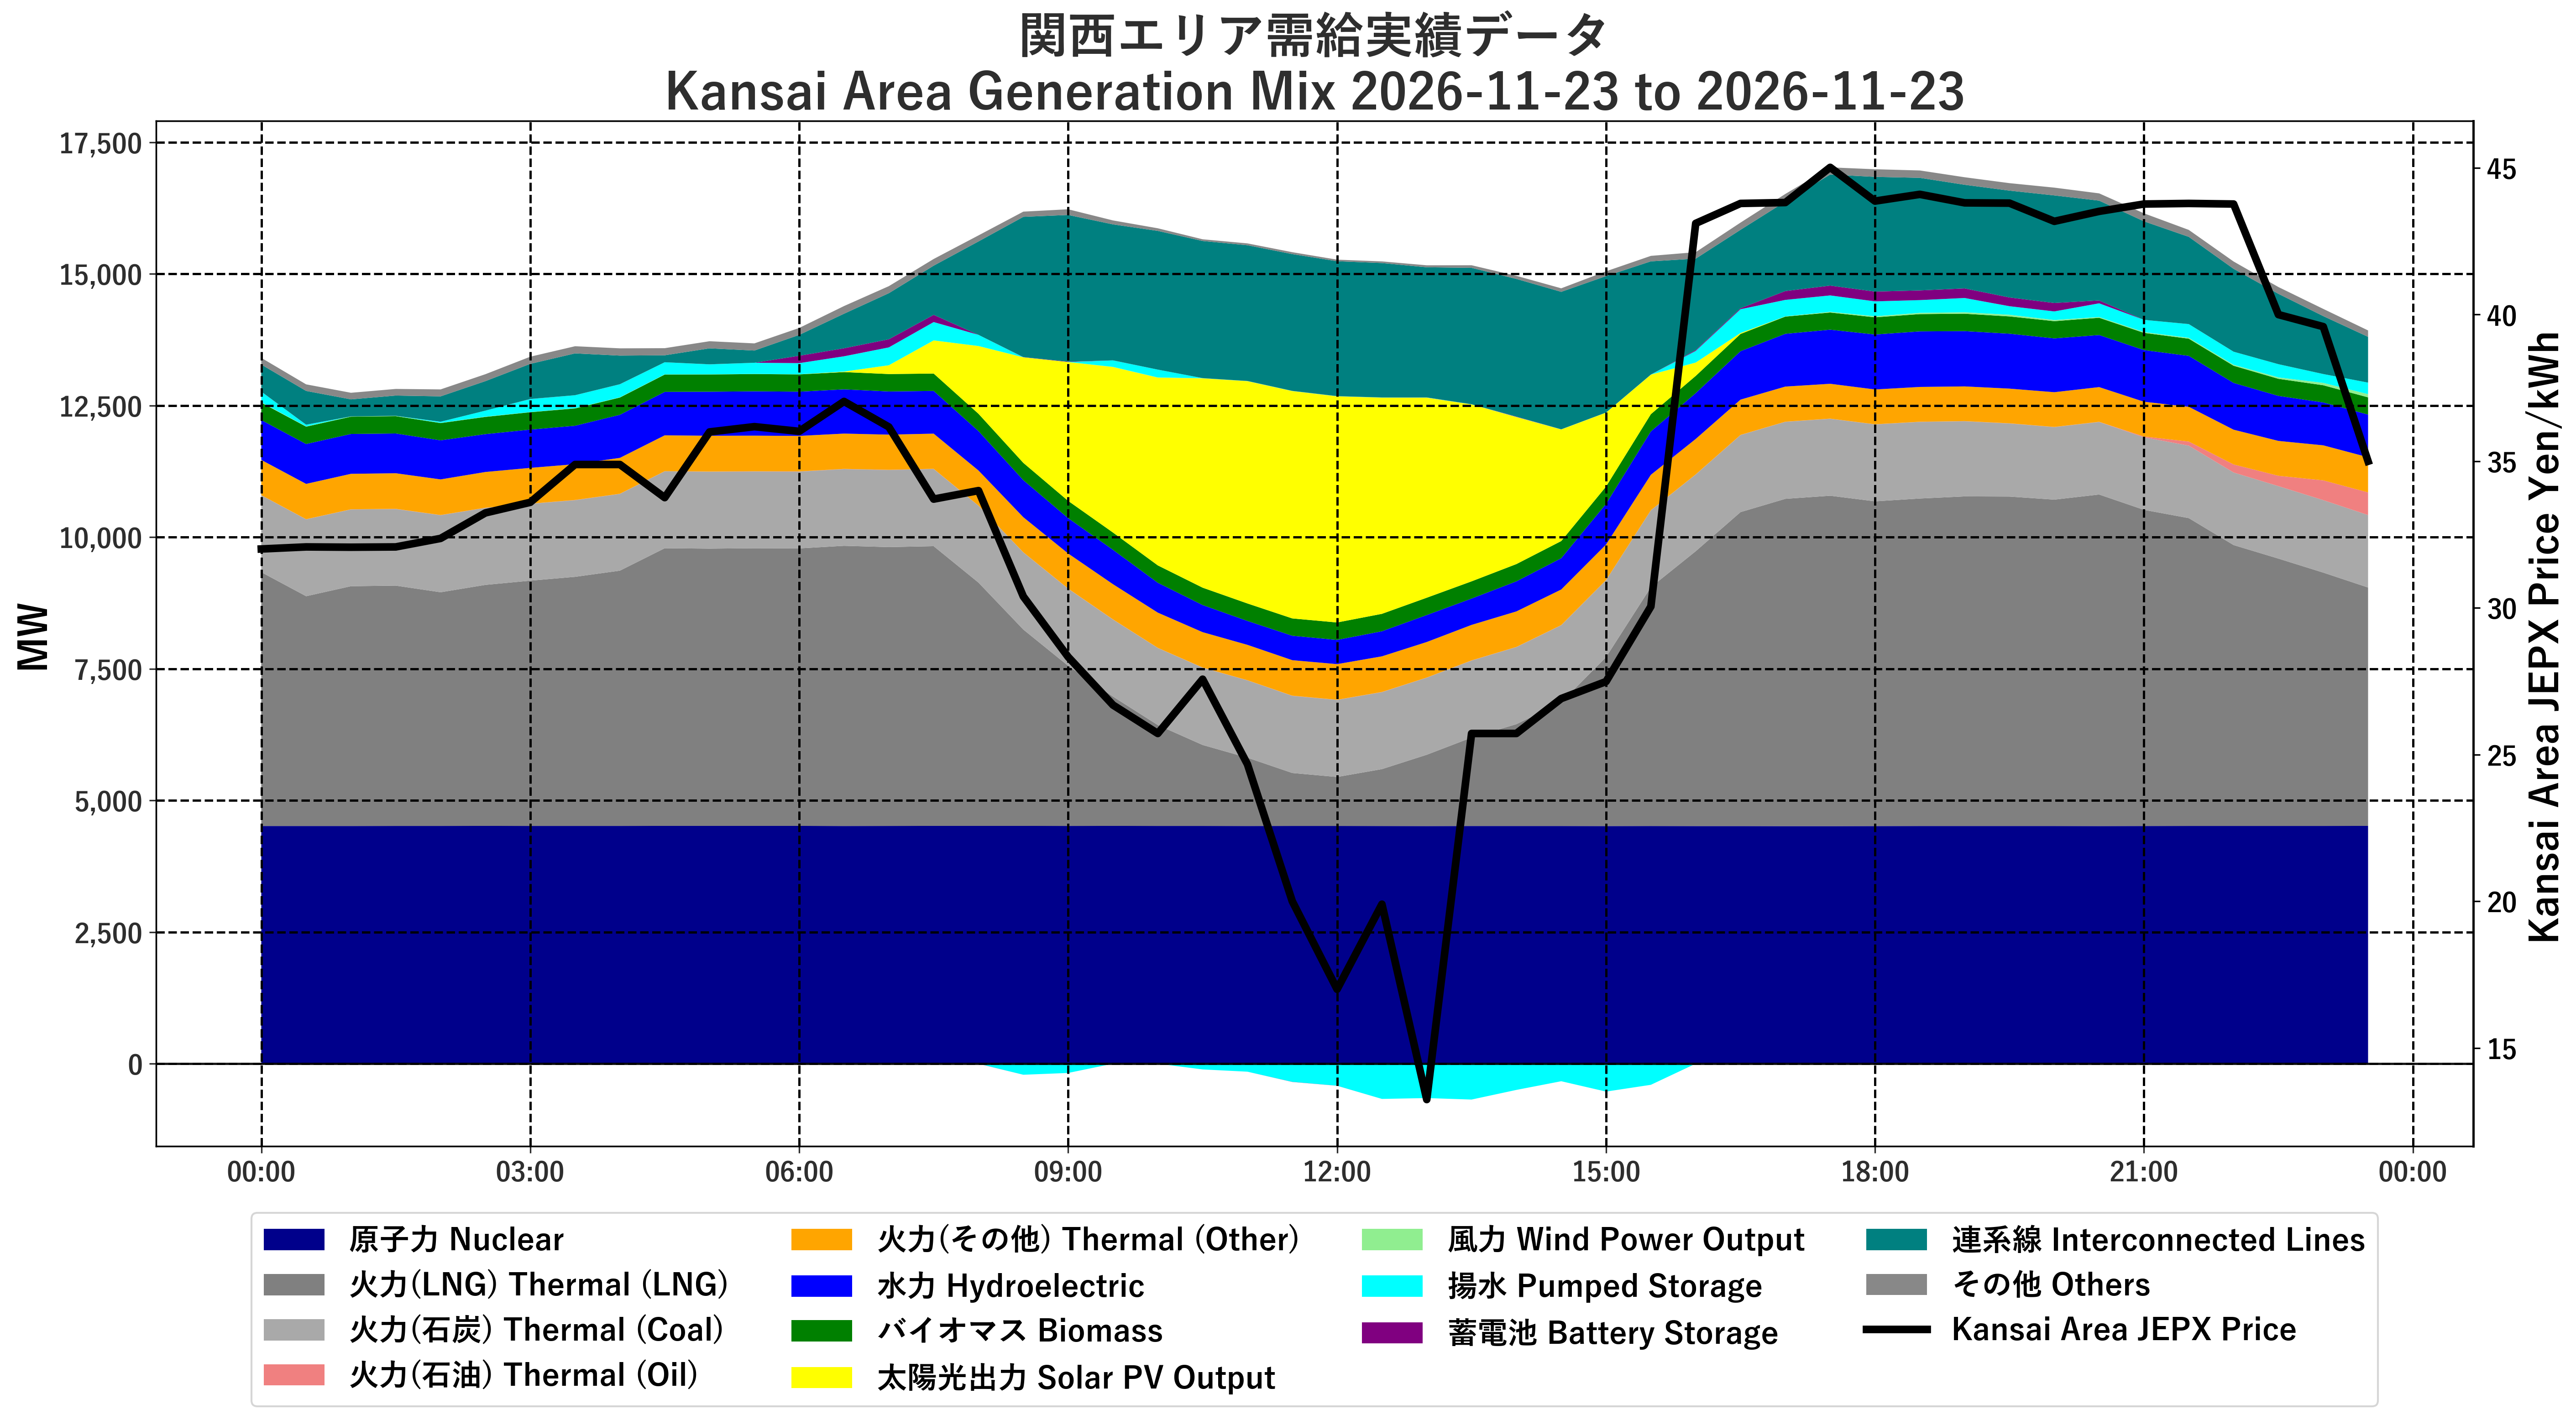 関西エリア需給実績データ
Kansai Area Generation Mix 2026-11-23 to 2026-11-23
MW
17,500
15,000
12,500
10,000
7,500
5,000
2,500
0
45
40
35
30
25
20
15
Kansai Area JEPX Price Yen/kWh
00:00 03:00 06:00 09:00 12:00 15:00 18:00 21:00 00:00
原子力 Nuclear
火力(LNG) Thermal (LNG)
火力(石炭) Thermal (Coal)
火力(石油) Thermal (Oil)
火力(その他) Thermal (Other)
水力 Hydroelectric
バイオマス Biomass
太陽光出力 Solar PV Output
風力 Wind Power Output
揚水 Pumped Storage
蓄電池 Battery Storage
連系線 Interconnected Lines
その他 Others
Kansai Area JEPX Price